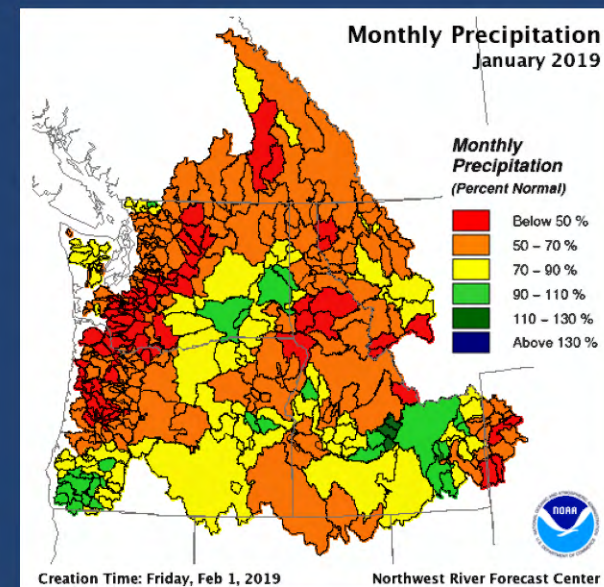 Monthly Precipitation
January 2019
Monthly
Precipitation
(Percent Normal)
Below 50 %
50 – 70 %
70 – 90 %
90 – 110 %
110 – 130 %
Above 130 %
NOAA
Creation Time: Friday, Feb 1, 2019
Northwest River Forecast Center